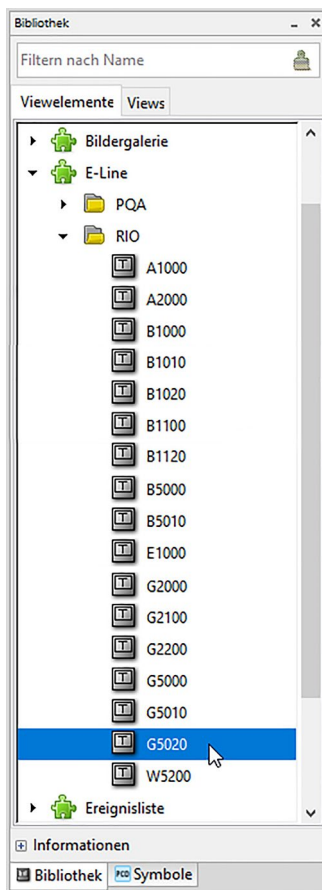 Bibliothek
Filtern nach Name
Viewelemente Views
Bildergalerie
E-Line
PQA
RIO
A1000
A2000
B1000
B1010
B1020
B1100
B1120
B5000
B5010
E1000
G2000
G2100
G2200
G5000
G5010
G5020
W5200
Ereignisliste
Informationen
Bibliothek PCD Symbole